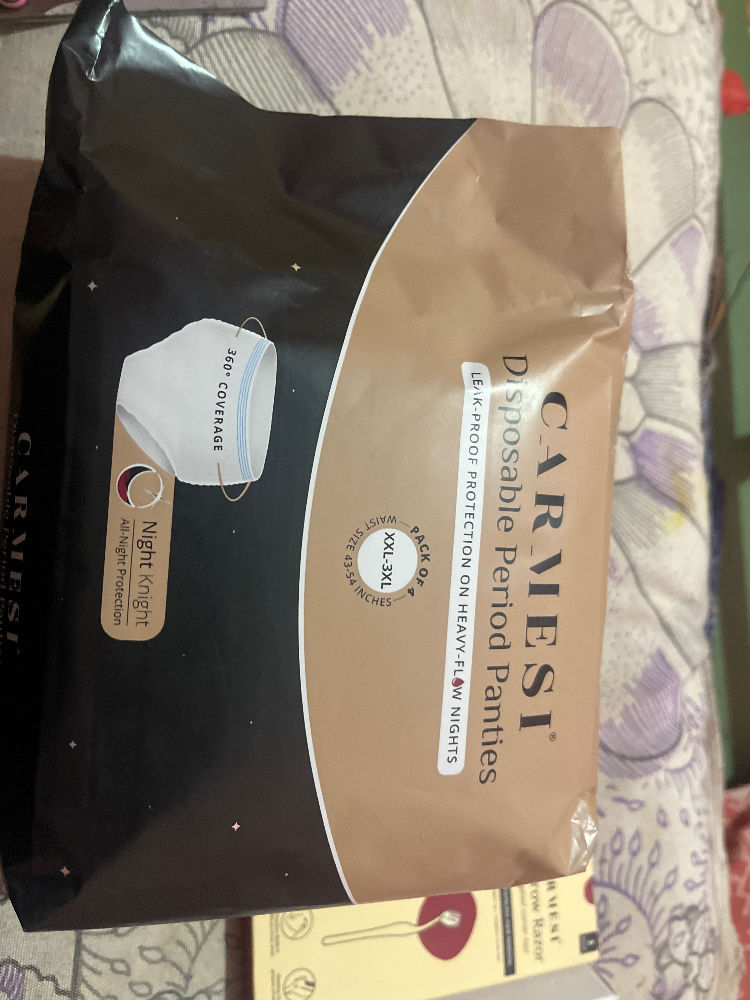 CARMESI®
Disposable Period Panties
LEAK-PROOF PROTECTION ON HEAVY-FLOW NIGHTS
PACK OF 4
XXL-3XL
WAIST SIZE 43-54 INCHES
360° COVERAGE
Night Knight
All-Night Protection
CARMESI
Razor